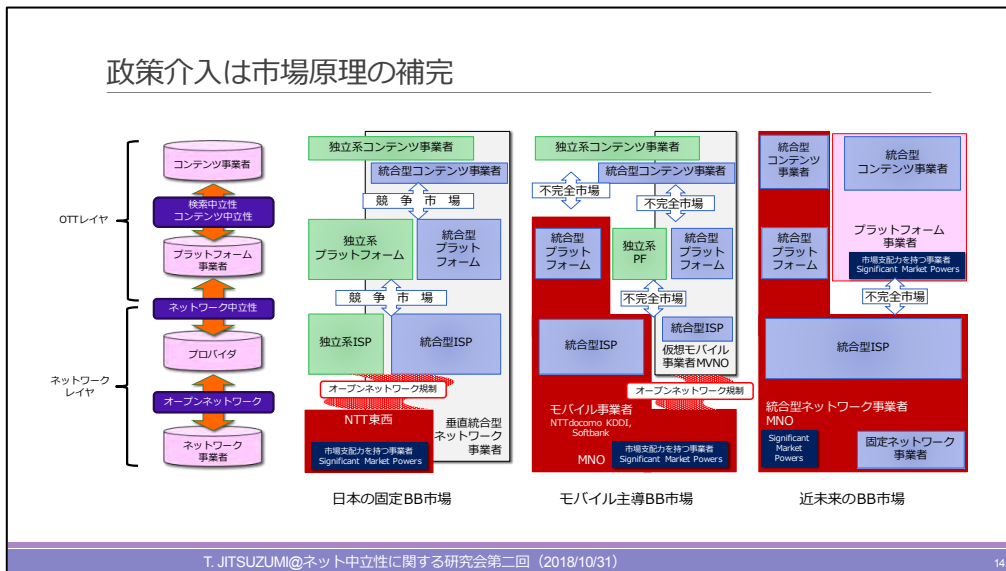 政策介入は市場原理の補完
OTTレイヤ
ネットワーク
レイヤ
コンテンツ事業者
検索中立性
コンテンツ中立性
プラットフォーム
事業者
ネットワーク中立性
プロバイダ
オープンネットワーク
ネットワーク
事業者
独立系コンテンツ事業者
統合型コンテンツ事業者
競 争 市 場
独立系
プラットフォーム
統合型
プラット
フォーム
競 争 市 場
独立系ISP
統合型ISP
オープンネットワーク規制
NTT東西
市場支配力を持つ事業者
Significant Market Powers
垂直統合型
ネットワーク
事業者
日本の固定BB市場
独立系コンテンツ事業者
統合型コンテンツ事業者
不完全市場
不完全市場
統合型
プラット
フォーム
独立系
PF
統合型
プラット
フォーム
不完全市場
統合型ISP
統合型ISP
仮想モバイル
事業者MVNO
オープンネットワーク規制
モバイル事業者
NTTdocomo KDDI,
Softbank
MNO
市場支配力を持つ事業者
Significant Market Powers
モバイル主導BB市場
統合型
コンテンツ
事業者
統合型
コンテンツ事業者
統合型
プラット
フォーム
プラットフォーム
事業者
市場支配力を持つ事業者
Significant Market Powers
不完全市場
統合型ISP
統合型ネットワーク事業者
MNO
Significant
Market
Powers
固定ネットワーク
事業者
近未来のBB市場
T. JITSUZUMI@ネット中立性に関する研究会第二回（2018/10/31）
14